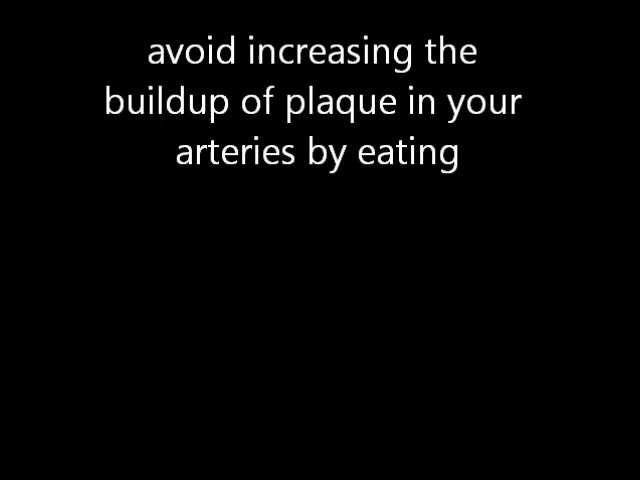 avoid increasing the
buildup of plaque in your
arteries by eating